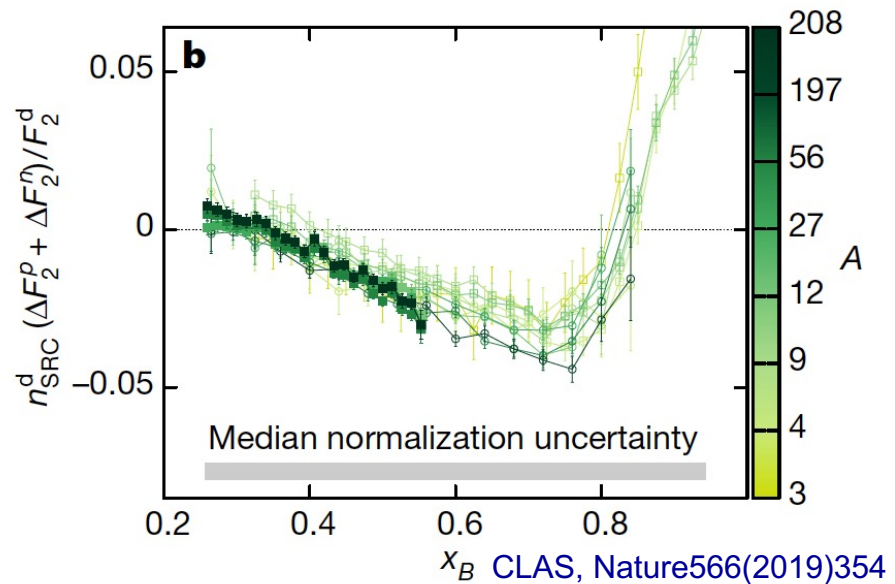 b
0.05
0
−0.05
n^d_SRC (ΔF^p_2 + ΔF^n_2)/F^d_2
Median normalization uncertainty
0.2 0.4 0.6 0.8
x_B
CLAS, Nature566(2019)354
208
197
56
27
12
9
4
3
A